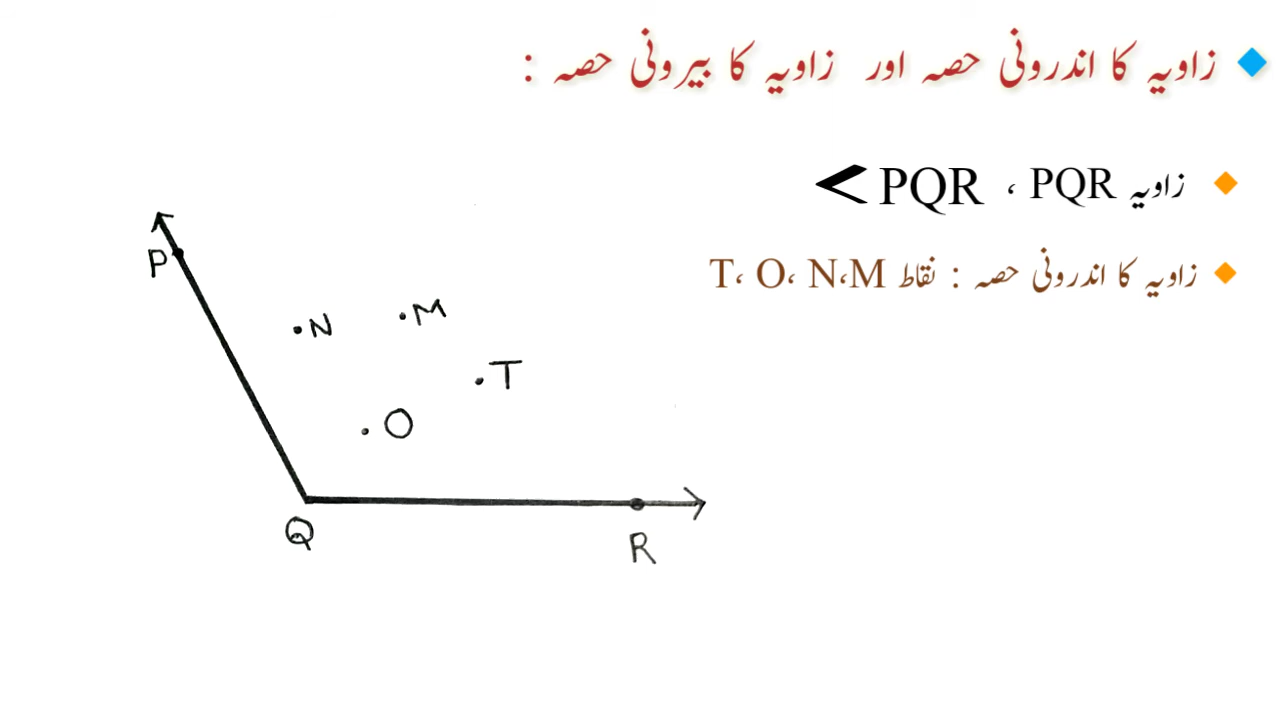 زاویہ کا اندرونی حصہ اور زاویہ کا بیرونی حصہ :
زاویہ PQR ، <PQR
زاویہ کا اندرونی حصہ : نقاط T، O، N،M
P
N
M
T
O
Q
R